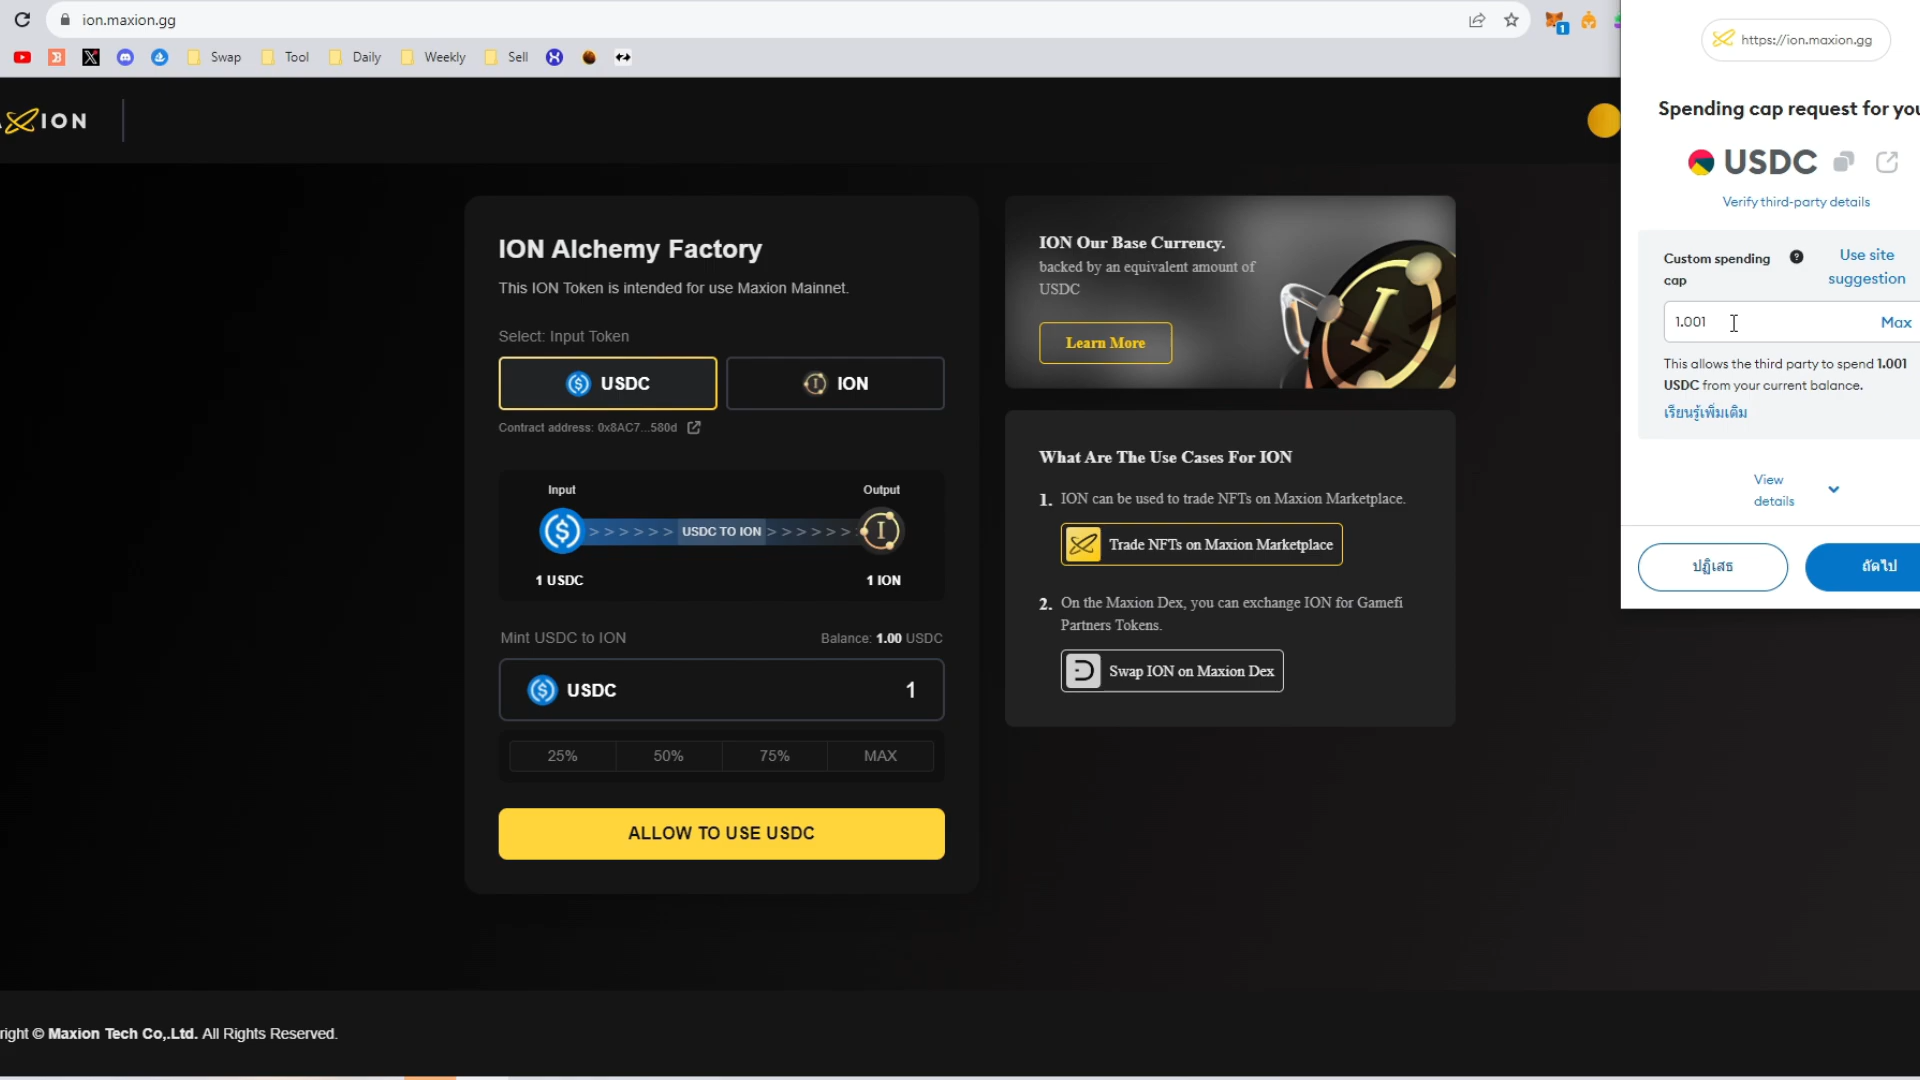 ion.maxion.gg
1
Swap
Tool
Daily
Weekly
Sell
ION
https://ion.maxion.gg
Spending cap request for you
USDC
Verify third-party details
Custom spending cap
Use site suggestion
1.001
Max
This allows the third party to spend 1.001
USDC from your current balance.
เรียนรู้เพิ่มเติม
View details
ปฏิเสธ
ถัดไป
ION Alchemy Factory
This ION Token is intended for use Maxion Mainnet.
Select: Input Token
USDC
ION
Contract address: 0x8AC7...580d
Input
Output
> > > > > > USDC TO ION > > > > > >
1 USDC
1 ION
Mint USDC to ION
Balance: 1.00 USDC
USDC
1
25%
50%
75%
MAX
ALLOW TO USE USDC
ION Our Base Currency.
backed by an equivalent amount of
USDC
Learn More
What Are The Use Cases For ION
1. ION can be used to trade NFTs on Maxion Marketplace.
Trade NFTs on Maxion Marketplace
2. On the Maxion Dex, you can exchange ION for Gamefi
Partners Tokens.
Swap ION on Maxion Dex
right © Maxion Tech Co,.Ltd. All Rights Reserved.